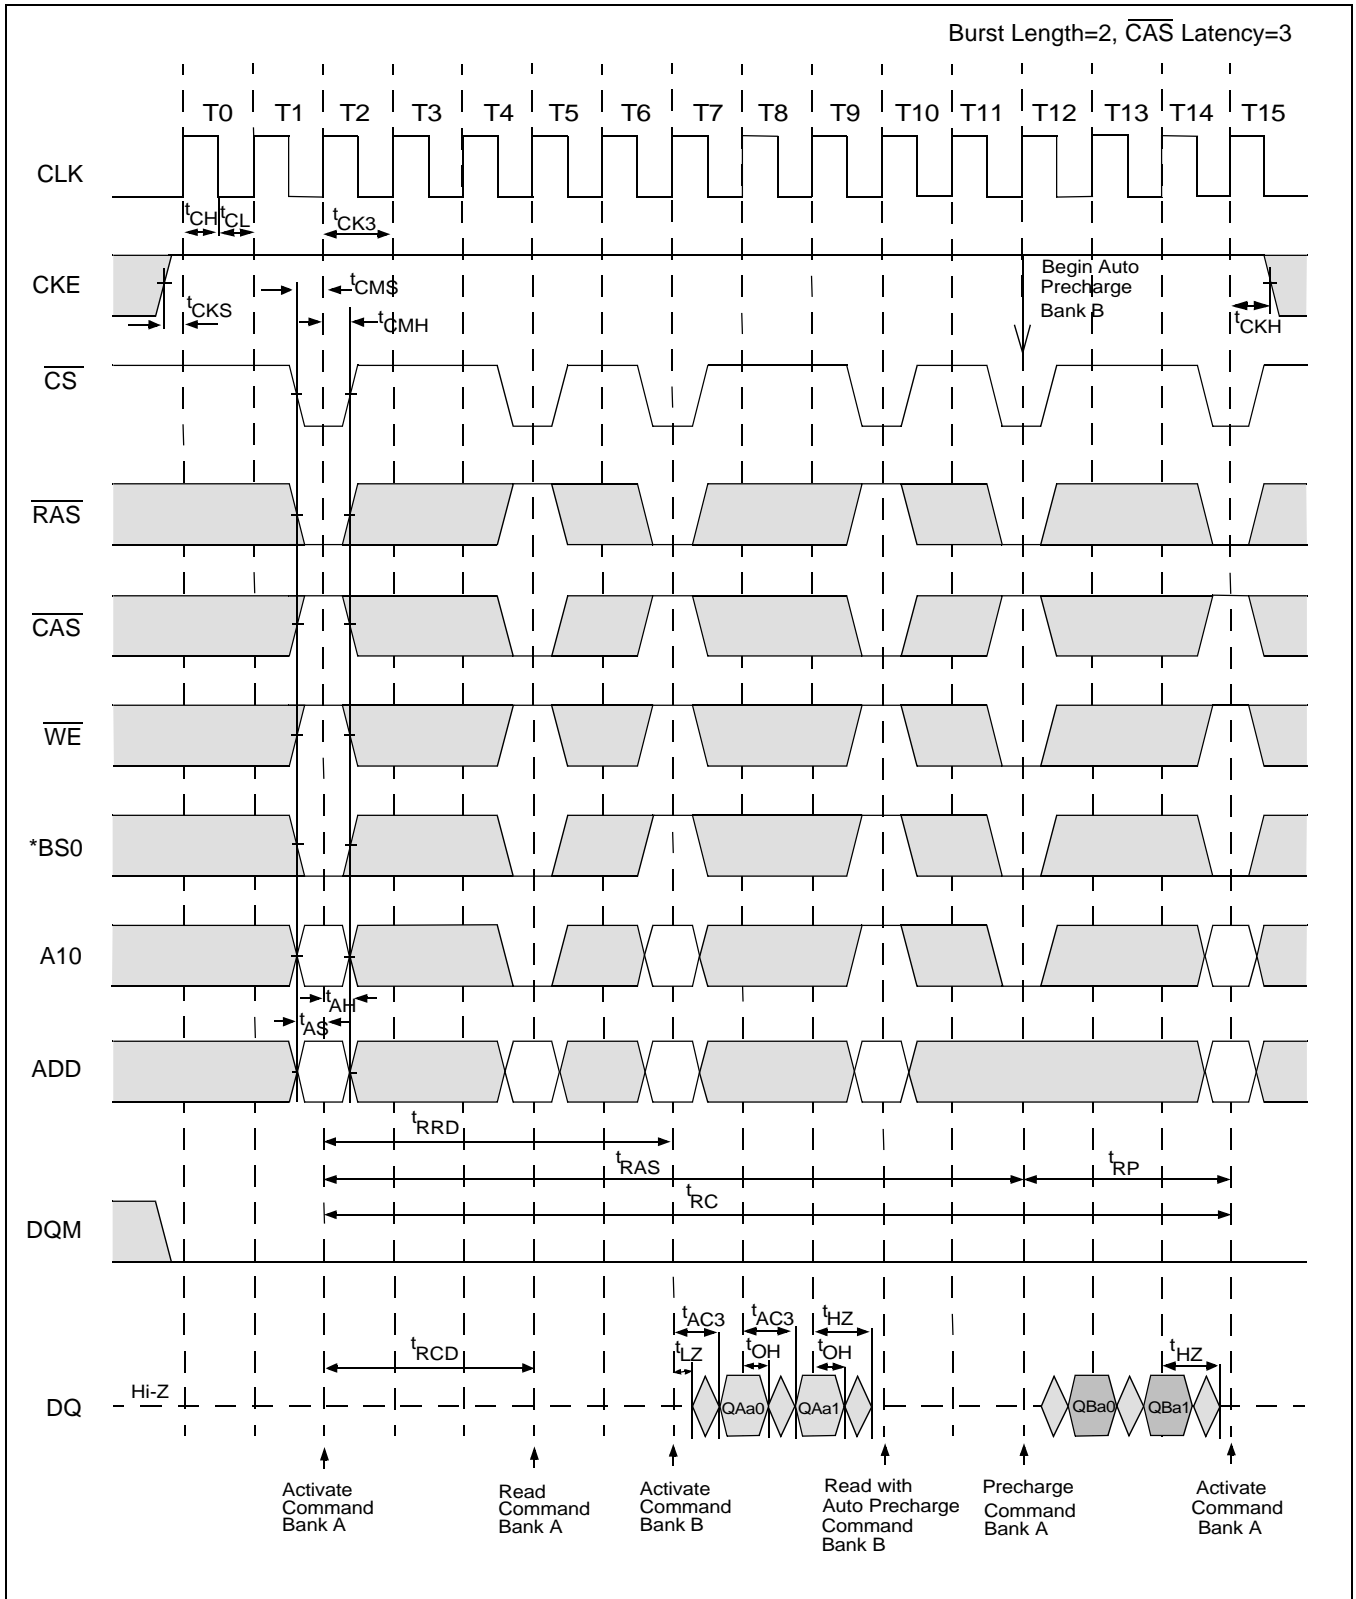 Burst Length=2, CAS Latency=3
T0 T1 T2 T3 T4 T5 T6 T7 T8 T9 T10 T11 T12 T13 T14 T15
CLK
tCH tCL tCK3
CKE
tCKS
tCMS
tCMH
Begin Auto
Precharge
Bank B
tCKH
CS
RAS
CAS
WE
*BS0
A10
tAH
tAS
ADD
tRRD
tRAS tRP
tRC
DQM
tAC3 tAC3 tHZ
tRCD tLZ tOH tOH tHZ
Hi-Z
DQ
QAa0 QAa1 QBa0 QBa1
Activate
Command
Bank A
Read
Command
Bank A
Activate
Command
Bank B
Read with
Auto Precharge
Command
Bank B
Precharge
Command
Bank A
Activate
Command
Bank A